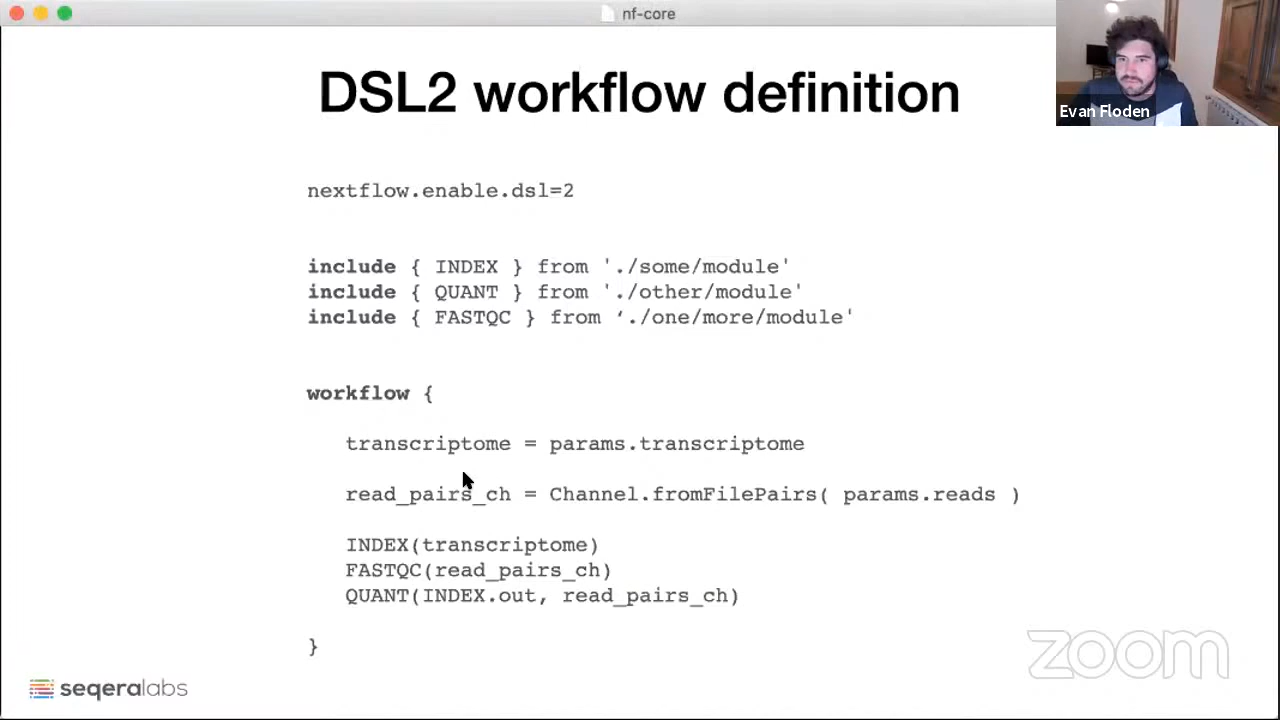 nf-core
DSL2 workflow definition
Evan Floden
nextflow.enable.dsl=2
include { INDEX } from './some/module'
include { QUANT } from './other/module'
include { FASTQC } from ‘./one/more/module'
workflow {
transcriptome = params.transcriptome
read_pairs_ch = Channel.fromFilePairs( params.reads )
INDEX(transcriptome)
FASTQC(read_pairs_ch)
QUANT(INDEX.out, read_pairs_ch)
}
seqeralabs
zoom